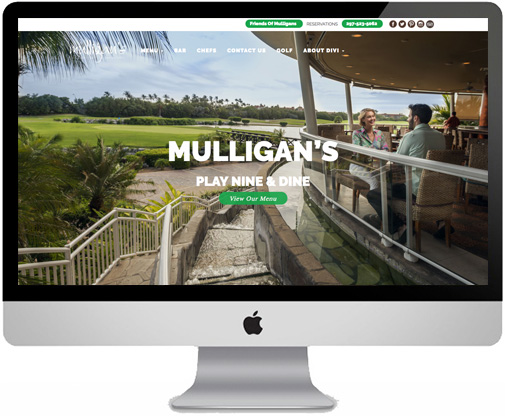 Friends Of Mulligans RESERVATIONS 297-523-5062
MENU BAR CHEFS CONTACT US GOLF ABOUT DIVI
MULLIGAN'S
PLAY NINE & DINE
View Our Menu